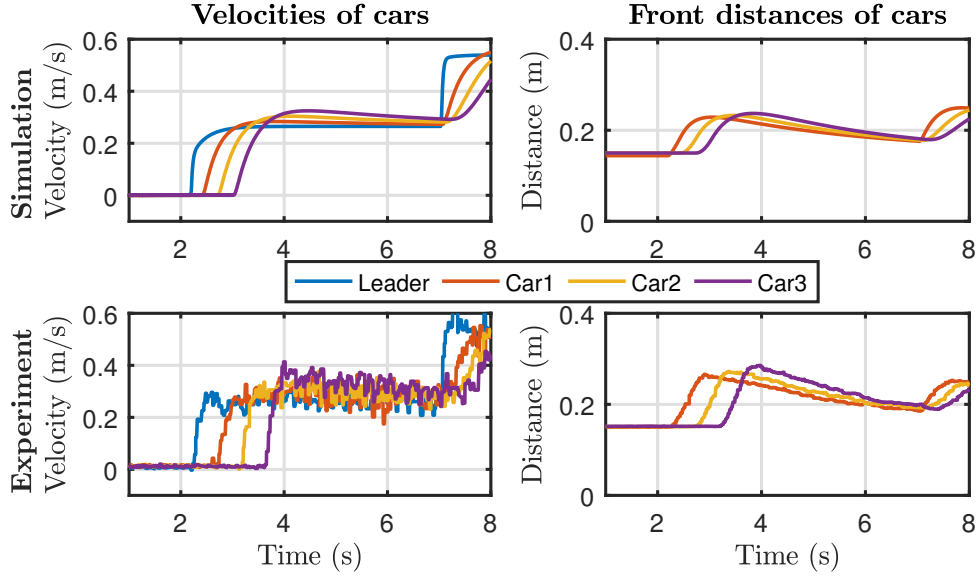 Velocities of cars
Front distances of cars
Simulation
Velocity (m/s)
0.6
0.4
0.2
0
2
4
6
8
Distance (m)
0.4
0.2
0
2
4
6
8
Leader
Car1
Car2
Car3
Experiment
Velocity (m/s)
0.6
0.4
0.2
0
2
4
6
8
Time (s)
Distance (m)
0.4
0.2
0
2
4
6
8
Time (s)